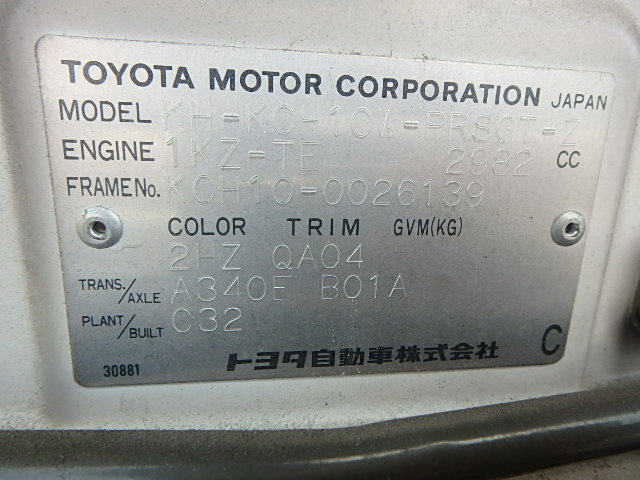 TOYOTA MOTOR CORPORATION JAPAN
MODEL KH-KCH10W-PRSGT-Z
ENGINE 1KZ-TE 2982 CC
FRAME No. KCH10-0026139
COLOR TRIM GVM(KG)
2HZ QA04
TRANS./AXLE A340E B01A
PLANT/BUILT C32
30881 トヨタ自動車株式会社 C